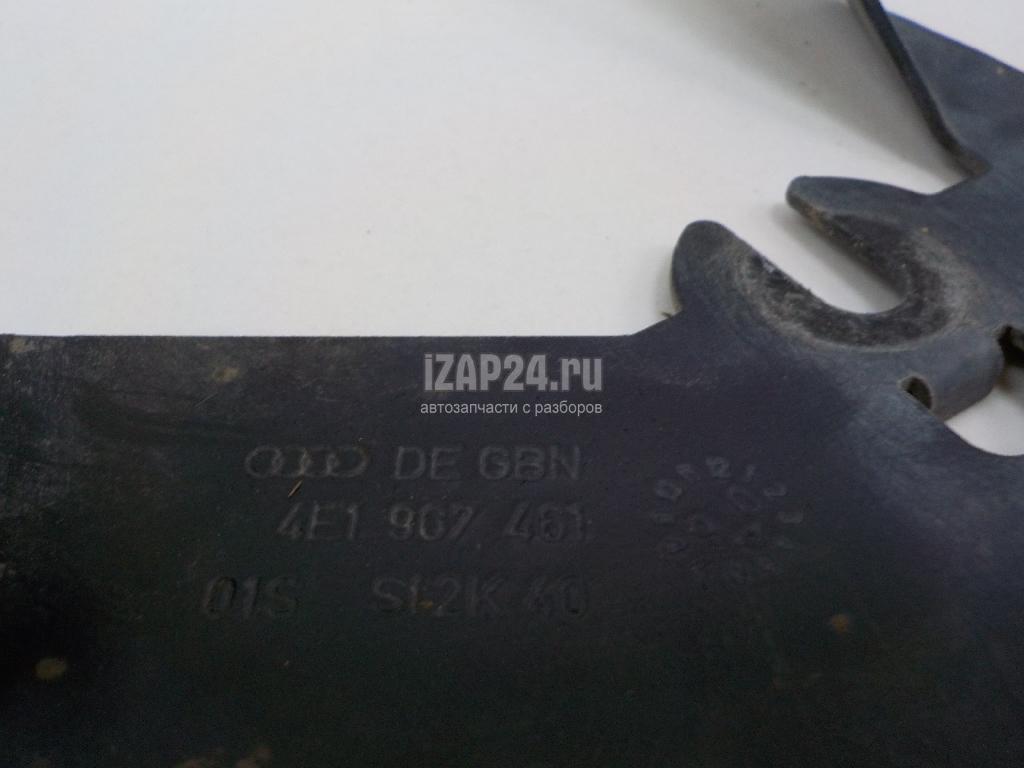 iZAP24.ru
автозапчасти с разборов
DE GBN
4E1 907 461
01S